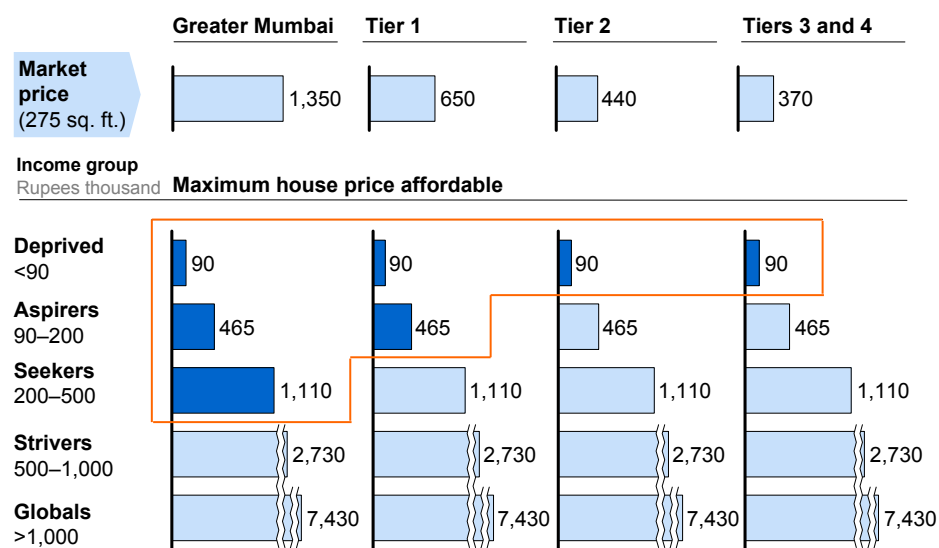 Greater Mumbai Tier 1 Tier 2 Tiers 3 and 4
Market
price
(275 sq. ft.)
1,350 650 440 370
Income group
Rupees thousand Maximum house price affordable
Deprived
<90
90 90 90 90
Aspirers
90–200
465 465 465 465
Seekers
200–500
1,110 1,110 1,110 1,110
Strivers
500–1,000
2,730 2,730 2,730 2,730
Globals
>1,000
7,430 7,430 7,430 7,430